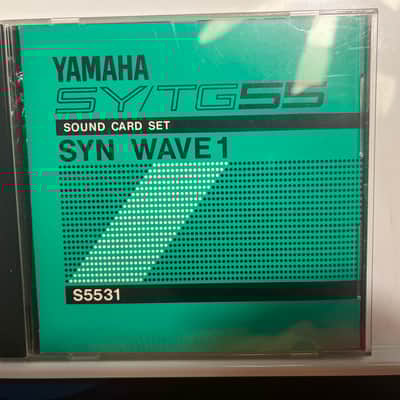 YAMAHA
SY/TG55
SOUND CARD SET
SYN WAVE 1
S5531